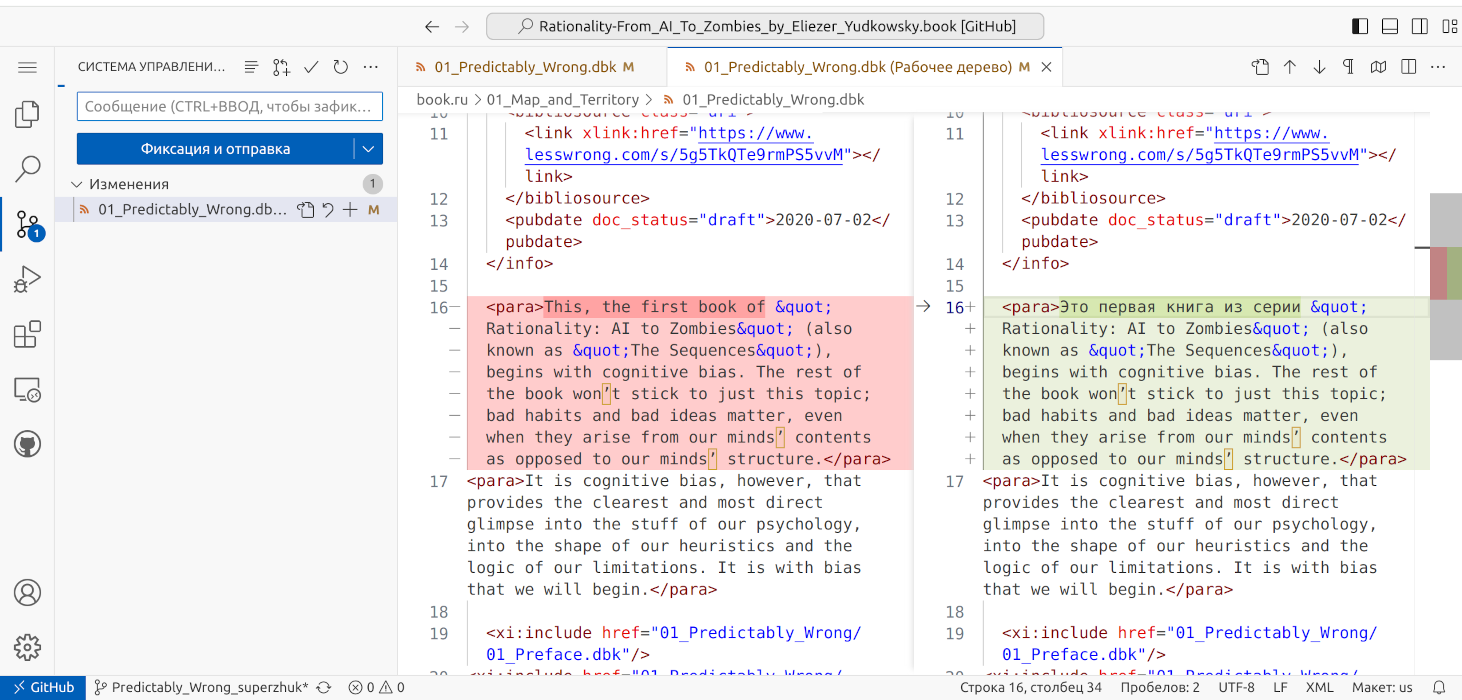 Rationality-From_AI_To_Zombies_by_Eliezer_Yudkowsky.book [GitHub]
СИСТЕМА УПРАВЛЕНИ...
Сообщение (CTRL+ВВОД, чтобы зафик...
Фиксация и отправка
Изменения
1
01_Predictably_Wrong.db...
M
1
01_Predictably_Wrong.dbk M
01_Predictably_Wrong.dbk (Рабочее дерево) M
book.ru > 01_Map_and_Territory > 01_Predictably_Wrong.dbk
10 <bibliosource class="uri">
11 <link xlink:href="https://www.
lesswrong.com/s/5g5TkQTe9rmPS5vvM"></
link>
12 </bibliosource>
13 <pubdate doc_status="draft">2020-07-02</
pubdate>
14 </info>
15
16— <para>This, the first book of &quot;
— Rationality: AI to Zombies&quot; (also
— known as &quot;The Sequences&quot;),
— begins with cognitive bias. The rest of
— the book won’t stick to just this topic;
— bad habits and bad ideas matter, even
— when they arise from our minds’ contents
— as opposed to our minds’ structure.</para>
17 <para>It is cognitive bias, however, that
provides the clearest and most direct
glimpse into the stuff of our psychology,
into the shape of our heuristics and the
logic of our limitations. It is with bias
that we will begin.</para>
18
19 <xi:include href="01_Predictably_Wrong/
01_Preface.dbk"/>
20 <xi:include href="01_Predictably_Wrong/
10 <bibliosource class="uri">
11 <link xlink:href="https://www.
lesswrong.com/s/5g5TkQTe9rmPS5vvM"></
link>
12 </bibliosource>
13 <pubdate doc_status="draft">2020-07-02</
pubdate>
14 </info>
15
16+ <para>Это первая книга из серии &quot;
+ Rationality: AI to Zombies&quot; (also
+ known as &quot;The Sequences&quot;),
+ begins with cognitive bias. The rest of
+ the book won’t stick to just this topic;
+ bad habits and bad ideas matter, even
+ when they arise from our minds’ contents
+ as opposed to our minds’ structure.</para>
17 <para>It is cognitive bias, however, that
provides the clearest and most direct
glimpse into the stuff of our psychology,
into the shape of our heuristics and the
logic of our limitations. It is with bias
that we will begin.</para>
18
19 <xi:include href="01_Predictably_Wrong/
01_Preface.dbk"/>
20 <xi:include href="01_Predictably_Wrong/
GitHub
Predictably_Wrong_superzhuk*
0 0
Строка 16, столбец 34
Пробелов: 2
UTF-8
LF
XML
Макет: us